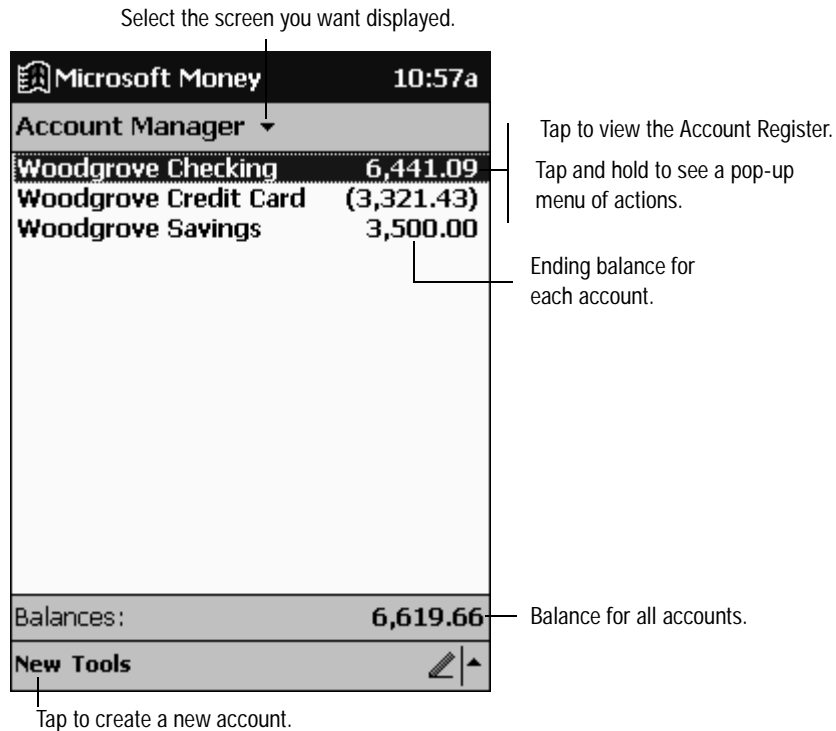 Select the screen you want displayed.
Microsoft Money 10:57a
Account Manager
Tap to view the Account Register.
Woodgrove Checking 6,441.09
Tap and hold to see a pop-up
menu of actions.
Woodgrove Credit Card (3,321.43)
Woodgrove Savings 3,500.00
Ending balance for
each account.
Balances: 6,619.66
Balance for all accounts.
New Tools
Tap to create a new account.